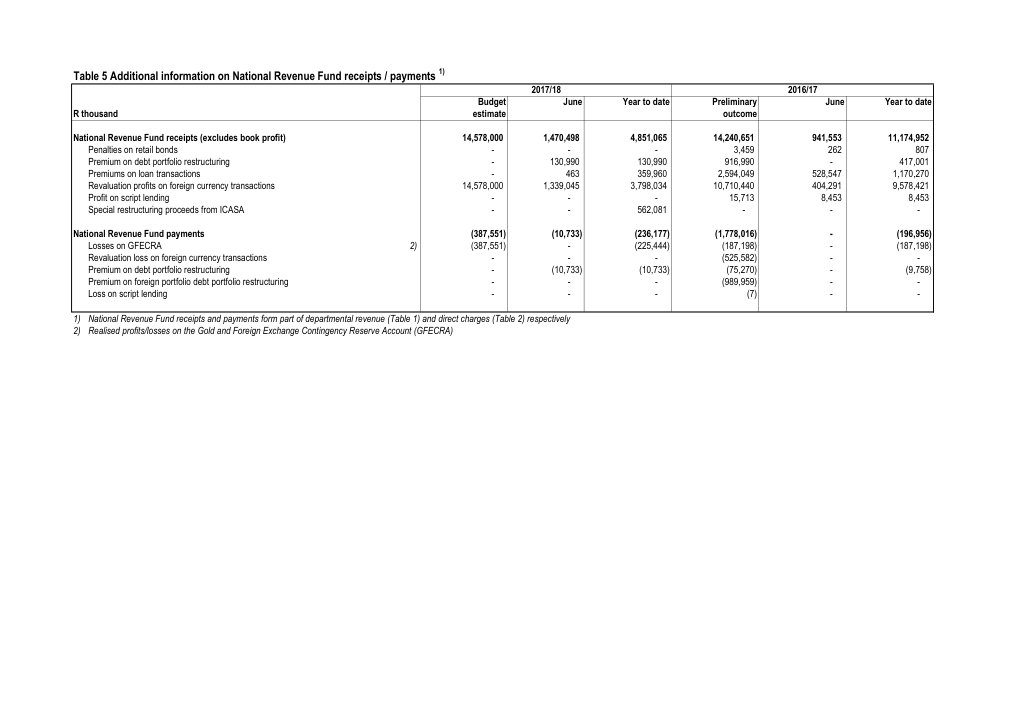 Table 5 Additional information on National Revenue Fund receipts / payments 1)
2017/18 2016/17
Budget June Year to date Preliminary June Year to date
R thousand estimate outcome
National Revenue Fund receipts (excludes book profit) 14,578,000 1,470,498 4,851,065 14,240,651 941,553 11,174,952
Penalties on retail bonds - - - 3,459 262 807
Premium on debt portfolio restructuring - 130,990 130,990 916,990 - 417,001
Premiums on loan transactions - 463 359,960 2,594,049 528,547 1,170,270
Revaluation profits on foreign currency transactions 14,578,000 1,339,045 3,798,034 10,710,440 404,291 9,578,421
Profit on script lending - - - 15,713 8,453 8,453
Special restructuring proceeds from ICASA - - 562,081 - - -
National Revenue Fund payments (387,551) (10,733) (236,177) (1,778,016) - (196,956)
Losses on GFECRA 2) (387,551) - (225,444) (187,198) - (187,198)
Revaluation loss on foreign currency transactions - - - (525,582) - -
Premium on debt portfolio restructuring - (10,733) (10,733) (75,270) - (9,758)
Premium on foreign portfolio debt portfolio restructuring - - - (989,959) - -
Loss on script lending - - - (7) - -
1) National Revenue Fund receipts and payments form part of departmental revenue (Table 1) and direct charges (Table 2) respectively
2) Realised profits/losses on the Gold and Foreign Exchange Contingency Reserve Account (GFECRA)